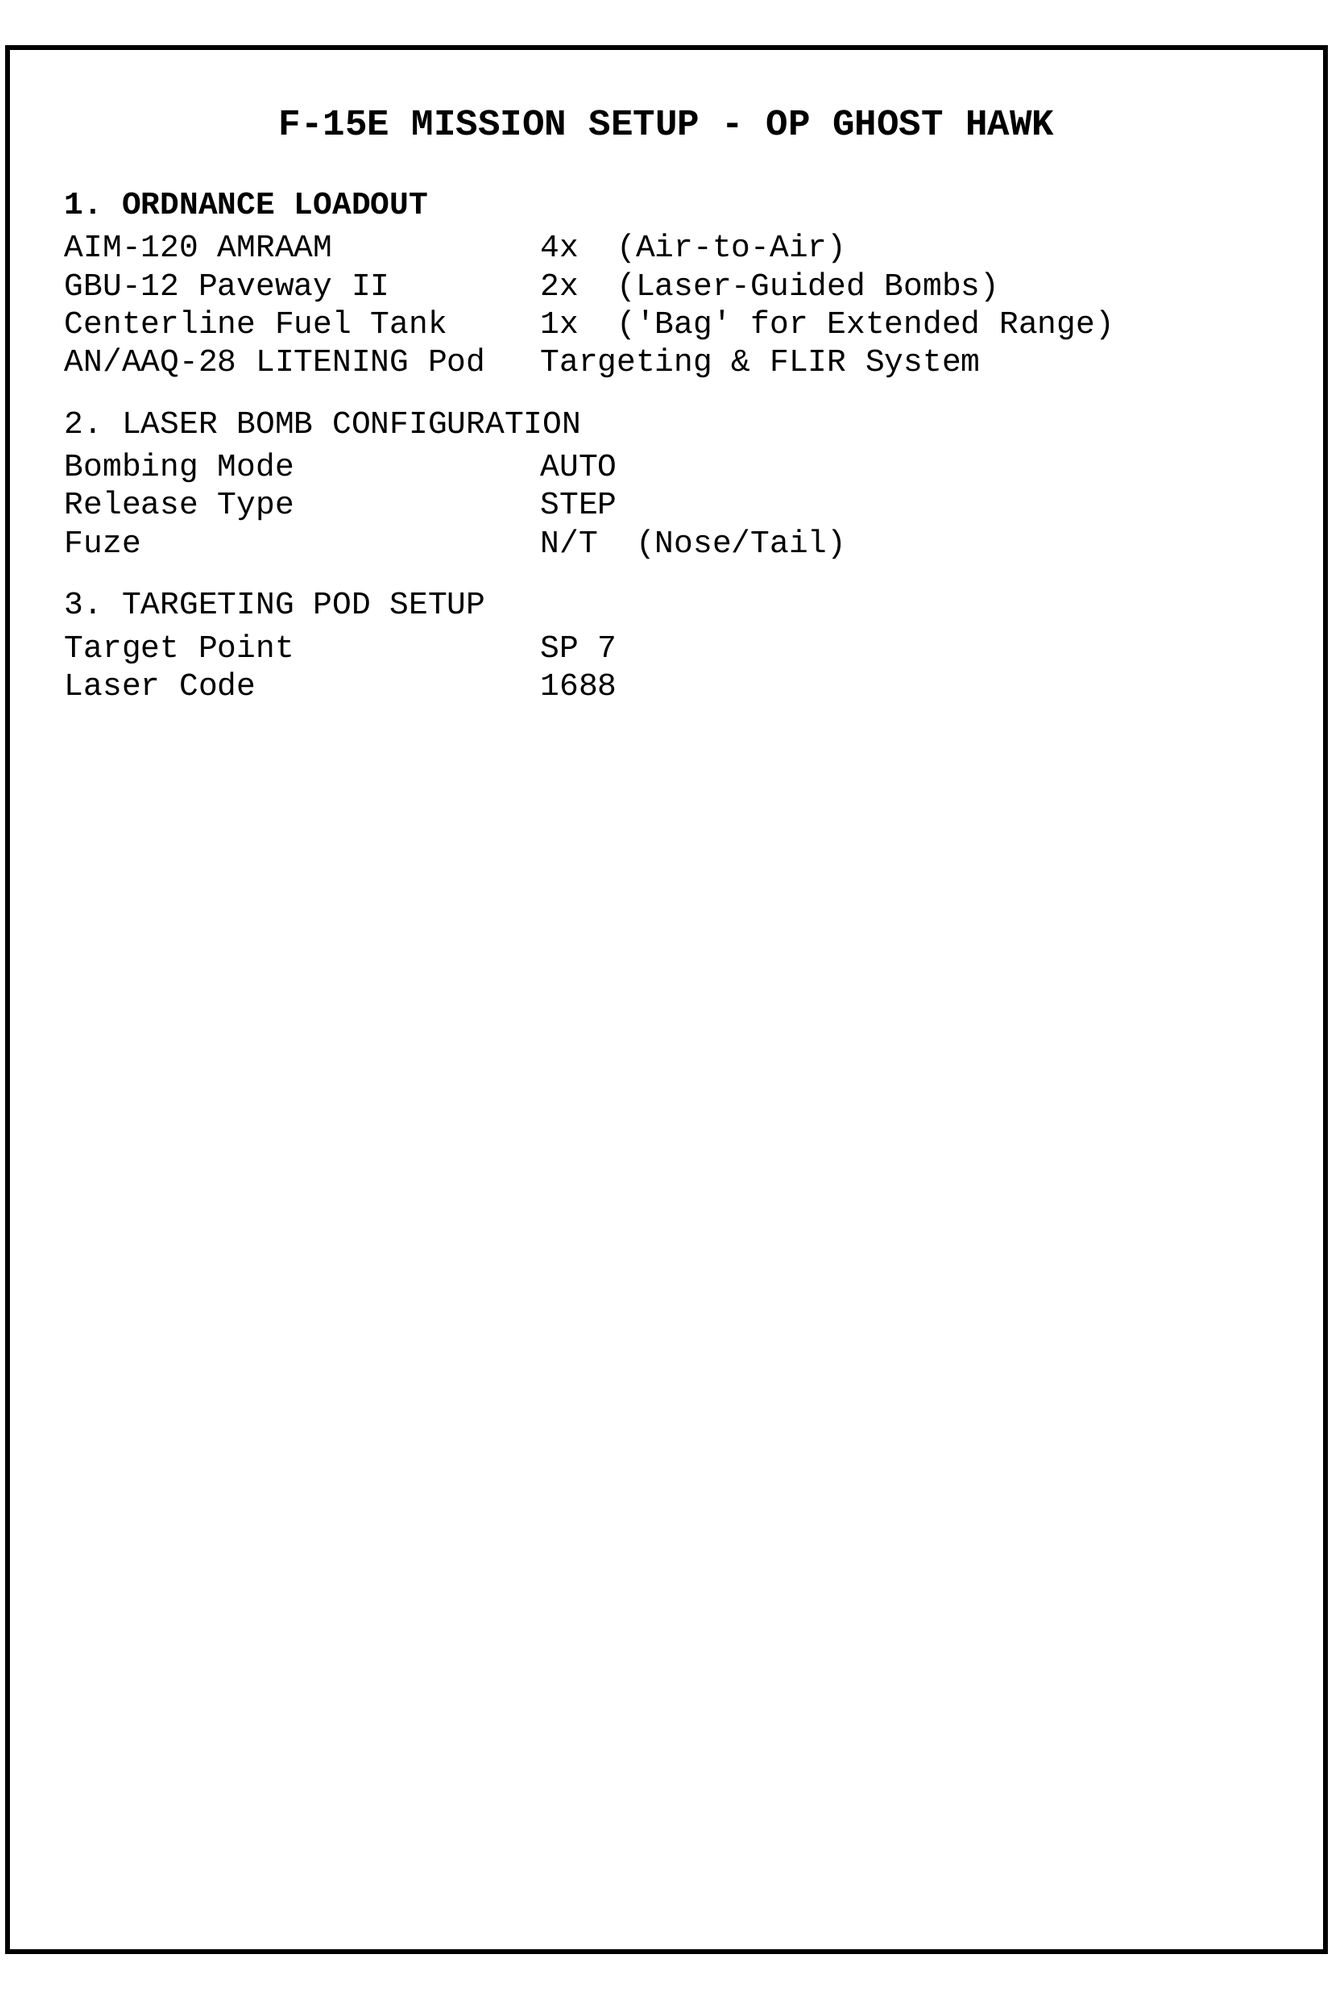 F-15E MISSION SETUP - OP GHOST HAWK
1. ORDNANCE LOADOUT
AIM-120 AMRAAM 4x (Air-to-Air)
GBU-12 Paveway II 2x (Laser-Guided Bombs)
Centerline Fuel Tank 1x ('Bag' for Extended Range)
AN/AAQ-28 LITENING Pod Targeting & FLIR System
2. LASER BOMB CONFIGURATION
Bombing Mode AUTO
Release Type STEP
Fuze N/T (Nose/Tail)
3. TARGETING POD SETUP
Target Point SP 7
Laser Code 1688